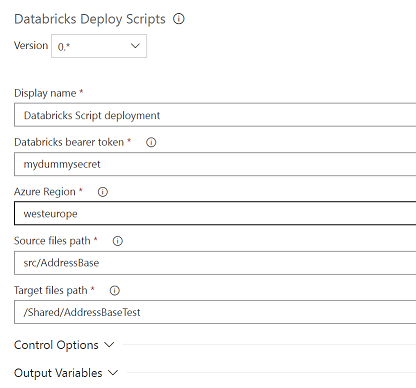 Databricks Deploy Scripts
Version 0.*
Display name *
Databricks Script deployment
Databricks bearer token *
mydummysecret
Azure Region *
westeurope
Source files path *
src/AddressBase
Target files path *
/Shared/AddressBaseTest
Control Options
Output Variables